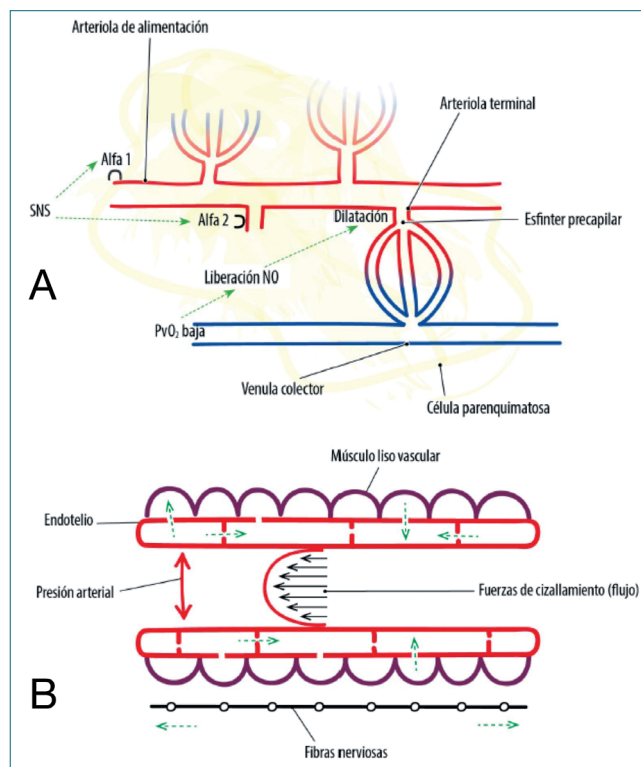 Arteriola de alimentación
Arteriola terminal
Alfa 1
SNS
Alfa 2
Dilatación
Esfinter precapilar
A
Liberación NO
PvO₂ baja
Venula colector
Célula parenquimatosa
Músculo liso vascular
Endotelio
Presión arterial
Fuerzas de cizallamiento (flujo)
B
Fibras nerviosas